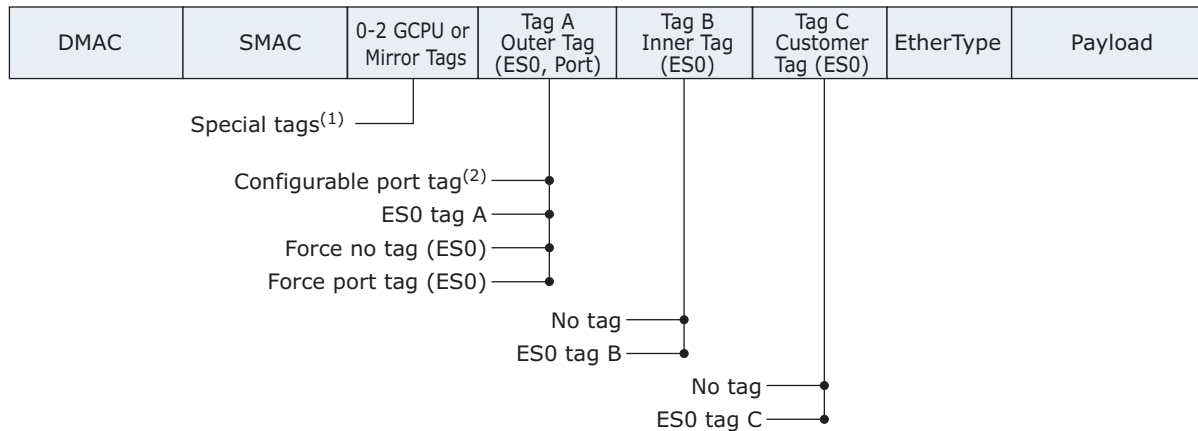 DMAC
SMAC
0-2 GCPU or
Mirror Tags
Tag A
Outer Tag
(ES0, Port)
Tag B
Inner Tag
(ES0)
Tag C
Customer
Tag (ES0)
EtherType
Payload
Special tags(1)
Configurable port tag(2)
ES0 tag A
Force no tag (ES0)
Force port tag (ES0)
No tag
ES0 tag B
No tag
ES0 tag C